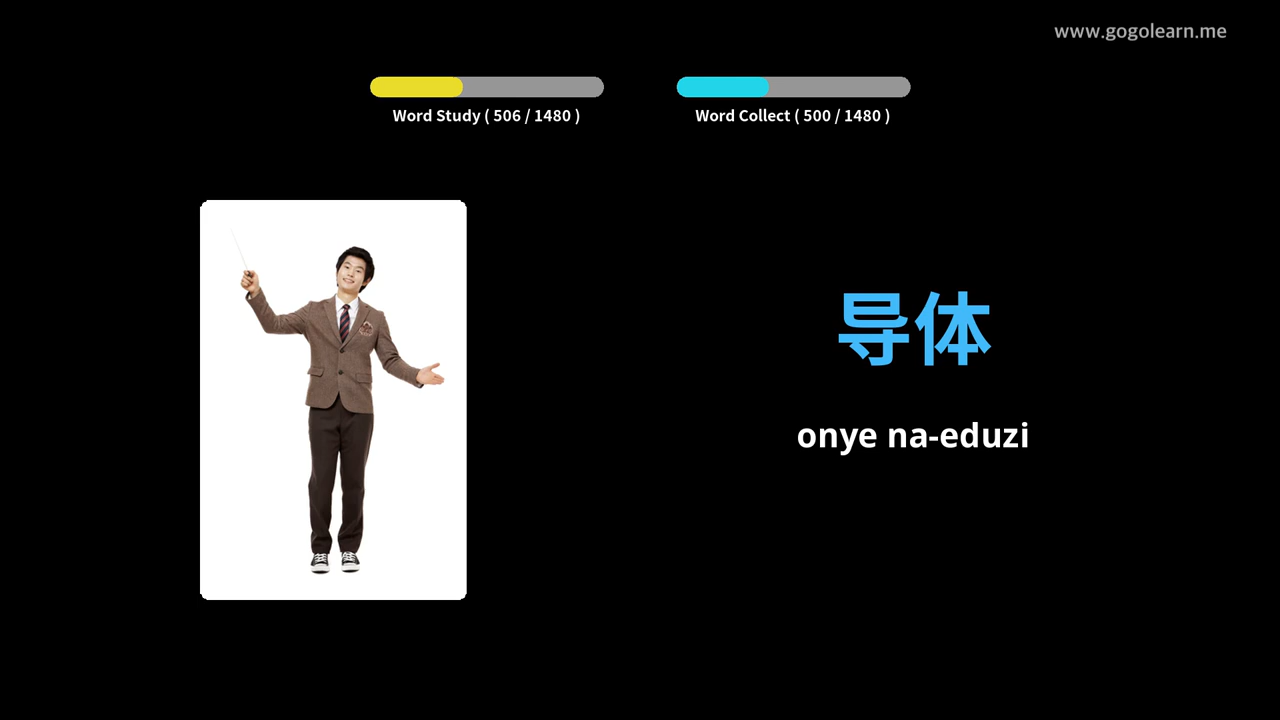 www.gogolearn.me
Word Study ( 506 / 1480 )
Word Collect ( 500 / 1480 )
导体
onye na-eduzi